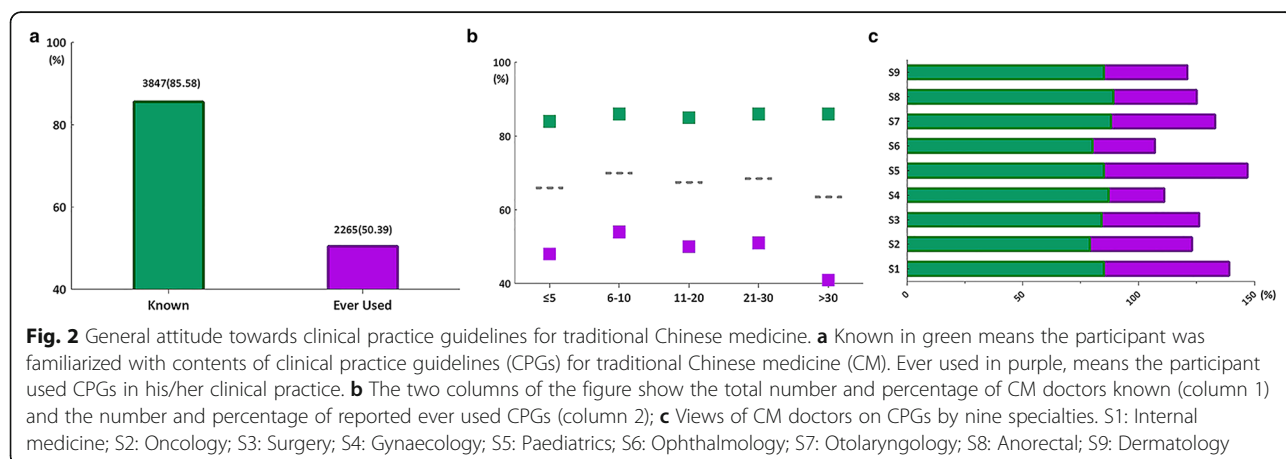 a
100
(%)
80
60
40
3847(85.58)
2265(50.39)
Known
Ever Used
b
100
(%)
80
60
40
≤5
6-10
11-20
21-30
>30
c
S9
S8
S7
S6
S5
S4
S3
S2
S1
0
50
100
150
(%)
Fig. 2 General attitude towards clinical practice guidelines for traditional Chinese medicine. a Known in green means the participant was
familiarized with contents of clinical practice guidelines (CPGs) for traditional Chinese medicine (CM). Ever used in purple, means the participant
used CPGs in his/her clinical practice. b The two columns of the figure show the total number and percentage of CM doctors known (column 1)
and the number and percentage of reported ever used CPGs (column 2); c Views of CM doctors on CPGs by nine specialties. S1: Internal
medicine; S2: Oncology; S3: Surgery; S4: Gynaecology; S5: Paediatrics; S6: Ophthalmology; S7: Otolaryngology; S8: Anorectal; S9: Dermatology